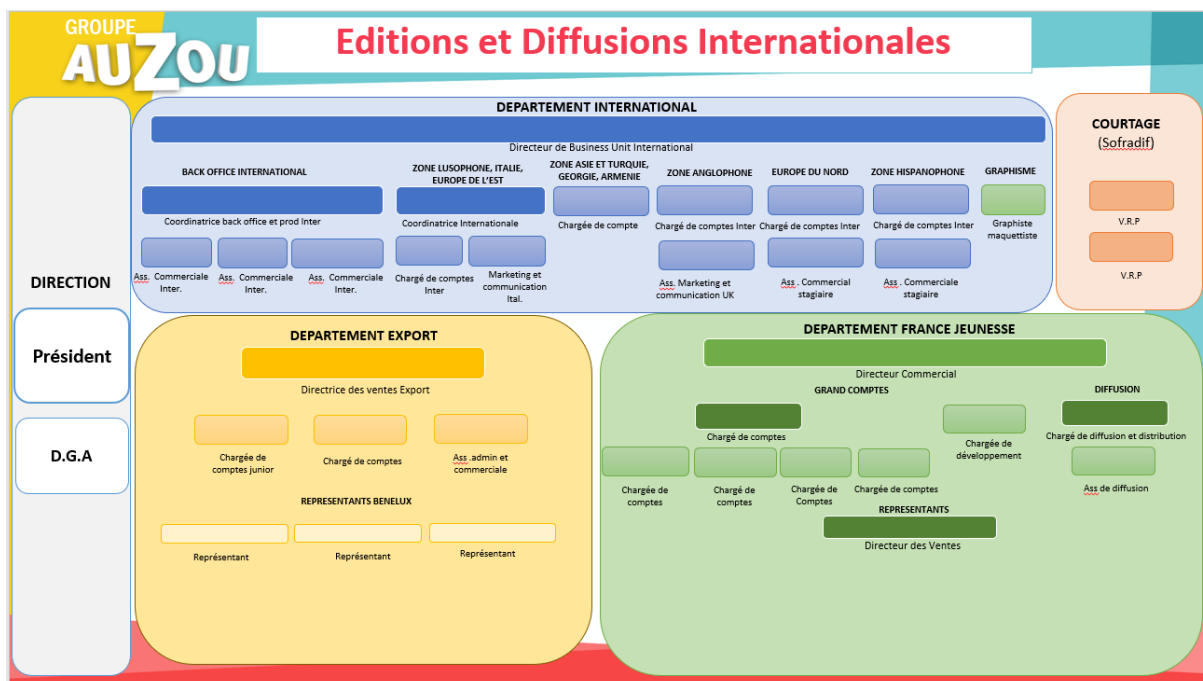 GROUPE
AUZOU
Editions et Diffusions Internationales
DIRECTION
Président
D.G.A
DEPARTEMENT INTERNATIONAL
Directeur de Business Unit International
BACK OFFICE INTERNATIONAL
Coordinatrice back office et prod Inter
Ass. Commerciale
Inter.
Ass. Commerciale
Inter.
Ass. Commerciale
Inter.
ZONE LUSOPHONE, ITALIE,
EUROPE DE L'EST
Coordinatrice Internationale
Chargé de comptes
Inter
Marketing et
communication
Ital.
ZONE ASIE ET TURQUIE,
GEORGIE, ARMENIE
Chargée de compte
ZONE ANGLOPHONE
Chargée de comptes Inter
Ass. Marketing et
communication UK
EUROPE DU NORD
Chargée de comptes Inter
Ass . Commercial
stagiaire
ZONE HISPANOPHONE
Chargé de comptes Inter
Ass . Commerciale
stagiaire
GRAPHISME
Graphiste
maquettiste
COURTAGE
(Sofradif)
V.R.P
V.R.P
DEPARTEMENT EXPORT
Directrice des ventes Export
Chargée de
comptes junior
Chargé de comptes
Ass .admin et
commerciale
REPRESENTANTS BENELUX
Représentant
Représentant
Représentant
DEPARTEMENT FRANCE JEUNESSE
Directeur Commercial
GRAND COMPTES
Chargé de comptes
Chargée de
comptes
Chargé de
comptes
Chargée de
Comptes
Chargée de comptes
Chargée de
développement
DIFFUSION
Chargé de diffusion et distribution
Ass de diffusion
REPRESENTANTS
Directeur des Ventes